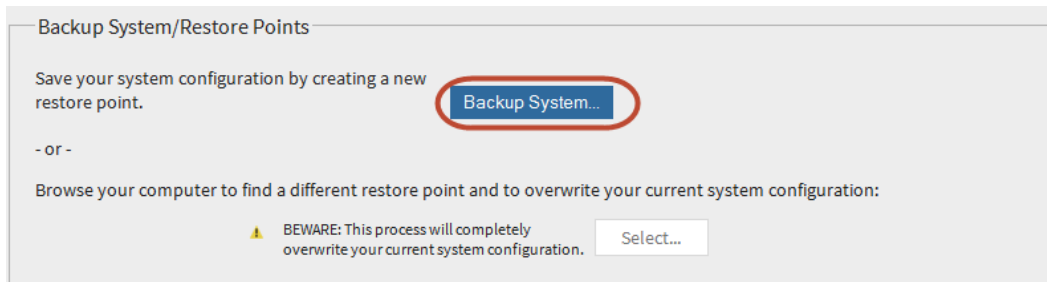 Backup System/Restore Points
Save your system configuration by creating a new
restore point.
Backup System...
- or -
Browse your computer to find a different restore point and to overwrite your current system configuration:
BEWARE: This process will completely
overwrite your current system configuration.
Select...